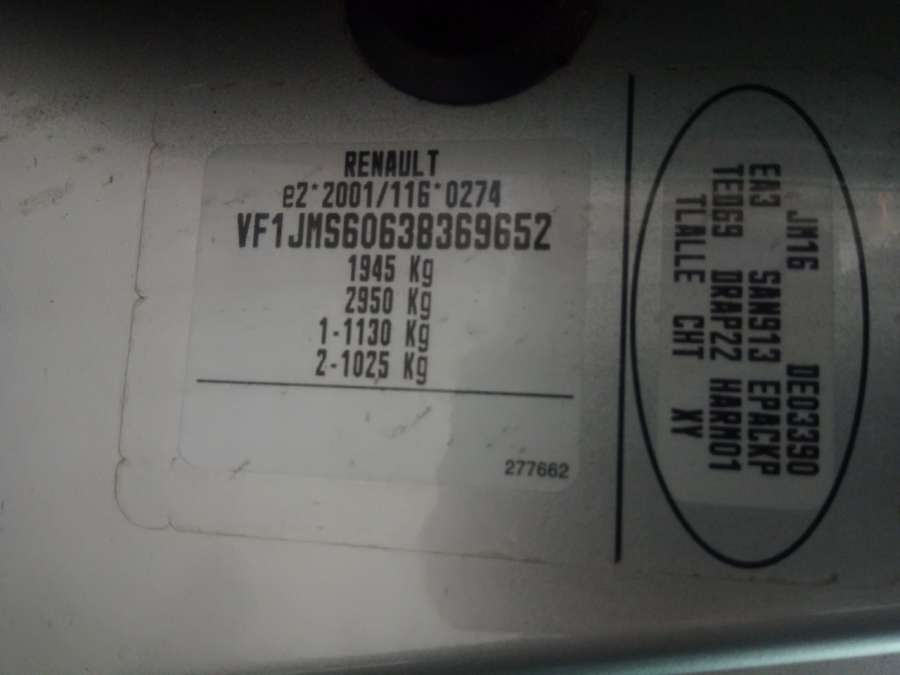 RENAULT
e2*2001/116*0274
VF1JMS60638369652
1945 Kg
2950 Kg
1-1130 Kg
2-1025 Kg
277662
JM16 DE03390
EA3 SAN913 EPACKP
TED69 DRAP22 HARM01
TLALLE CHT XY